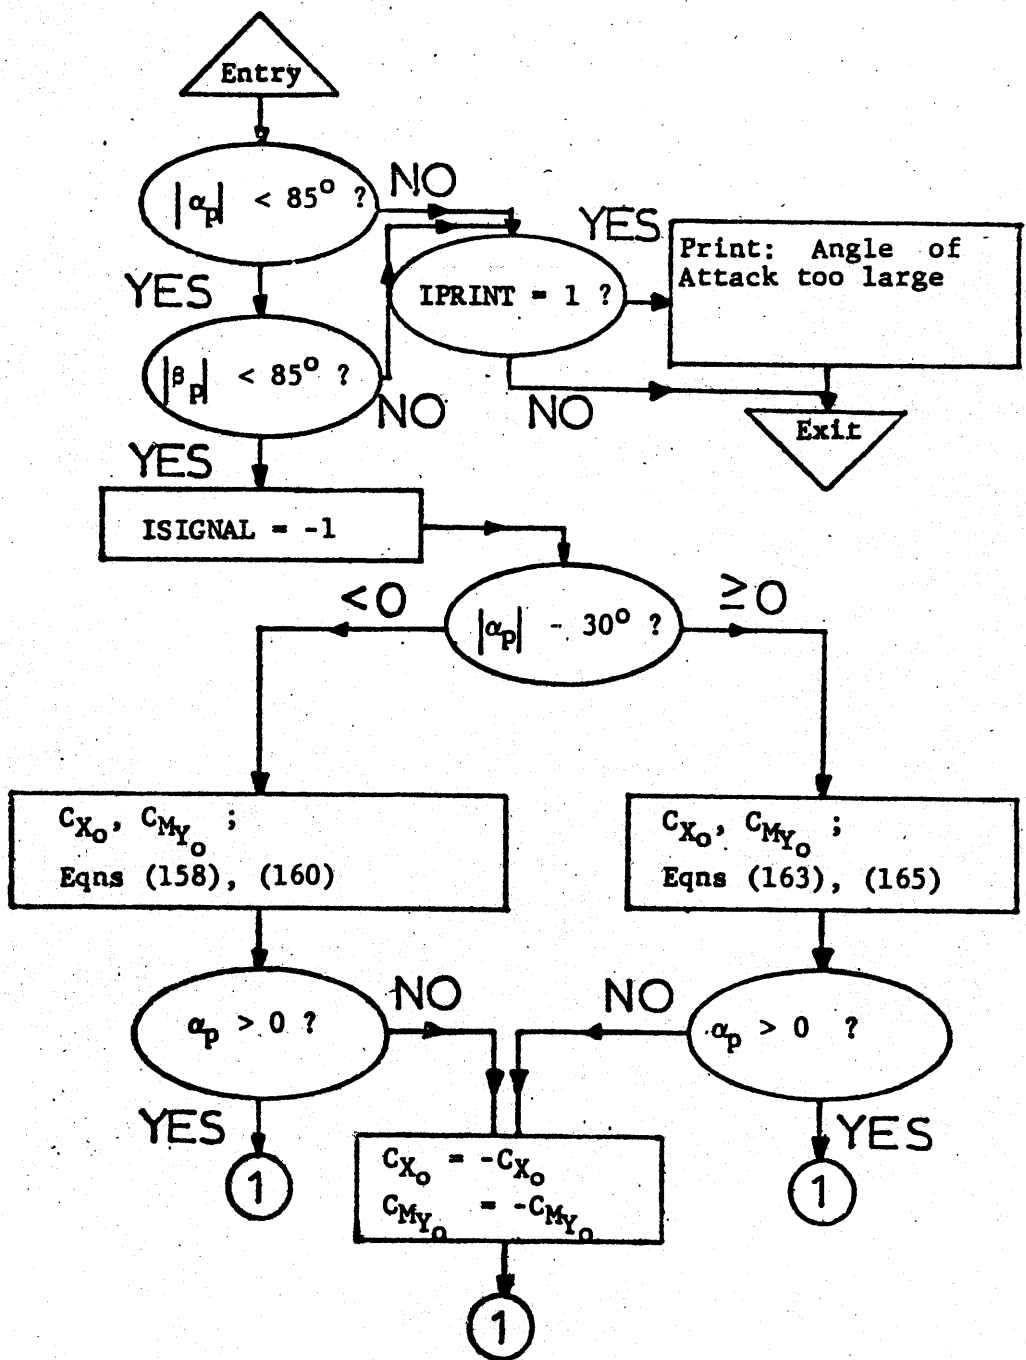 Entry
|αp| < 85° ?
NO
YES
IPRINT = 1 ?
YES
Print: Angle of
Attack too large
|βp| < 85° ?
NO
NO
Exit
YES
ISIGNAL = -1
|αp| - 30° ?
<0
≥0
CXo, CMYo ;
Eqns (158), (160)
CXo, CMYo ;
Eqns (163), (165)
αp > 0 ?
NO
NO
αp > 0 ?
YES
YES
1
CXo = -CXo
CMYo = -CMYo
1
1